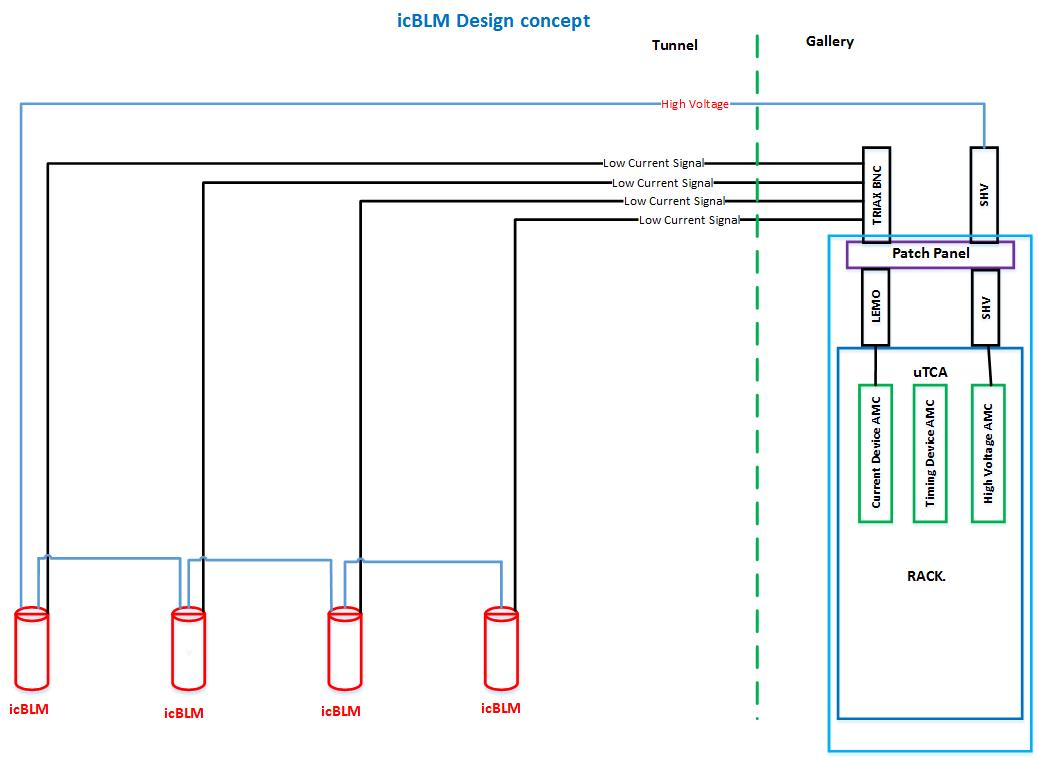 icBLM Design concept
Tunnel
Gallery
High Voltage
Low Current Signal
Low Current Signal
Low Current Signal
Low Current Signal
TRIAX BNC
SHV
Patch Panel
LEMO
SHV
uTCA
Current Device AMC
Timing Device AMC
High Voltage AMC
RACK.
icBLM
icBLM
icBLM
icBLM